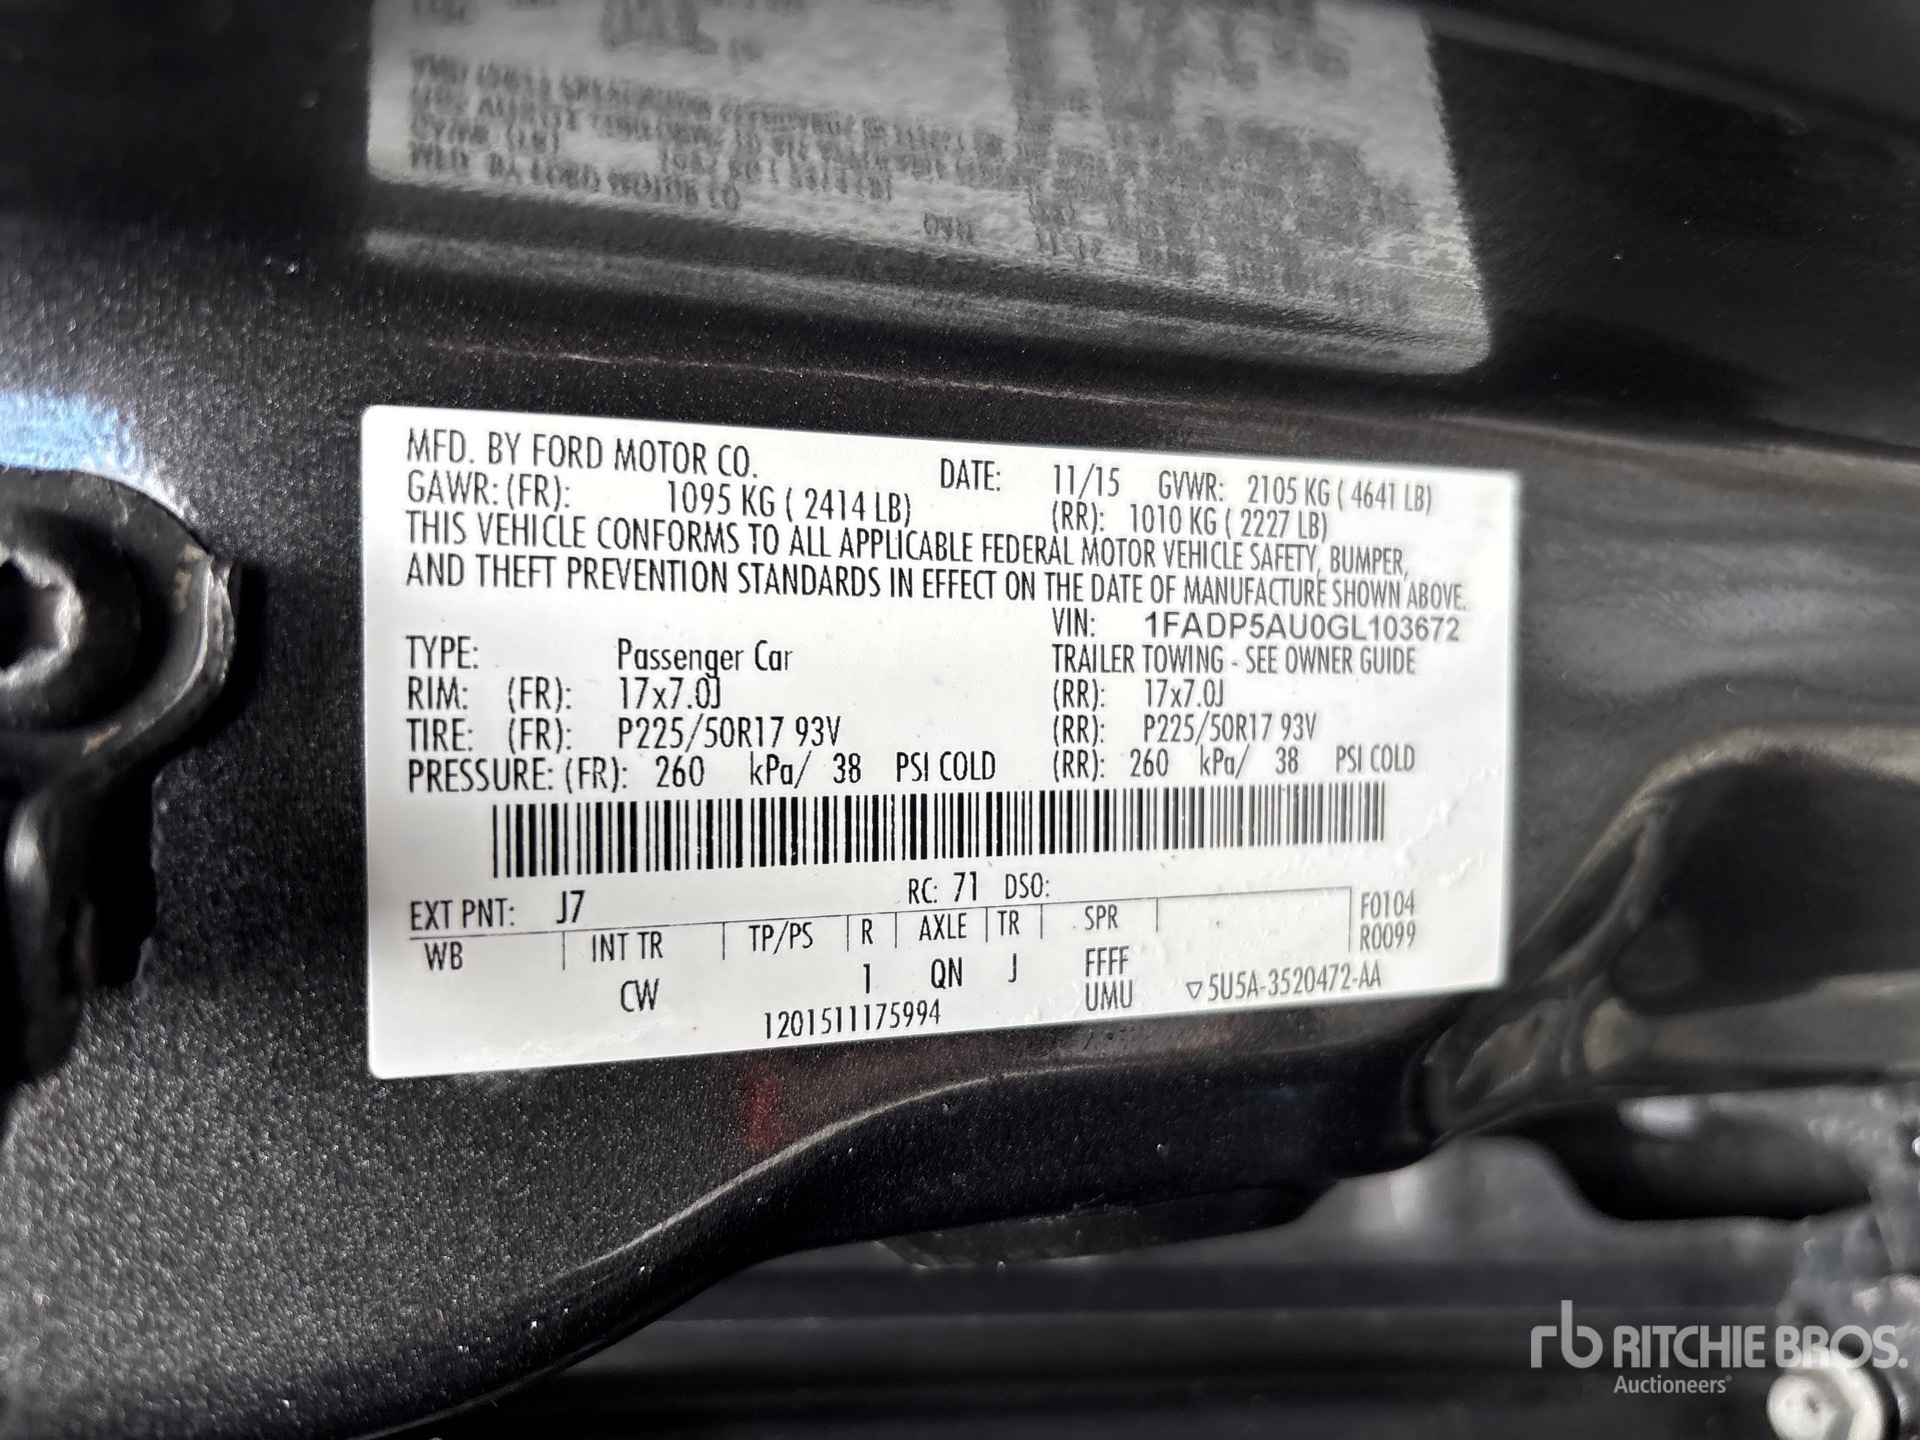 MFD. BY FORD MOTOR CO. DATE: 11/15 GVWR: 2105 KG ( 4641 LB)
GAWR: (FR): 1095 KG ( 2414 LB) (RR): 1010 KG ( 2227 LB)
THIS VEHICLE CONFORMS TO ALL APPLICABLE FEDERAL MOTOR VEHICLE SAFETY, BUMPER,
AND THEFT PREVENTION STANDARDS IN EFFECT ON THE DATE OF MANUFACTURE SHOWN ABOVE.
VIN: 1FADP5AU0GL103672
TYPE: Passenger Car TRAILER TOWING - SEE OWNER GUIDE
RIM: (FR): 17x7.0J (RR): 17x7.0J
TIRE: (FR): P225/50R17 93V (RR): P225/50R17 93V
PRESSURE: (FR): 260 kPa/ 38 PSI COLD (RR): 260 kPa/ 38 PSI COLD
EXT PNT: J7 RC: 71 DSO:
WB INT TR TP/PS R AXLE TR SPR F0104
R0099
CW 1 QN J FFFF
UMU ▽5U5A-3520472-AA
1201511175994
rb RITCHIE BROS.
Auctioneers